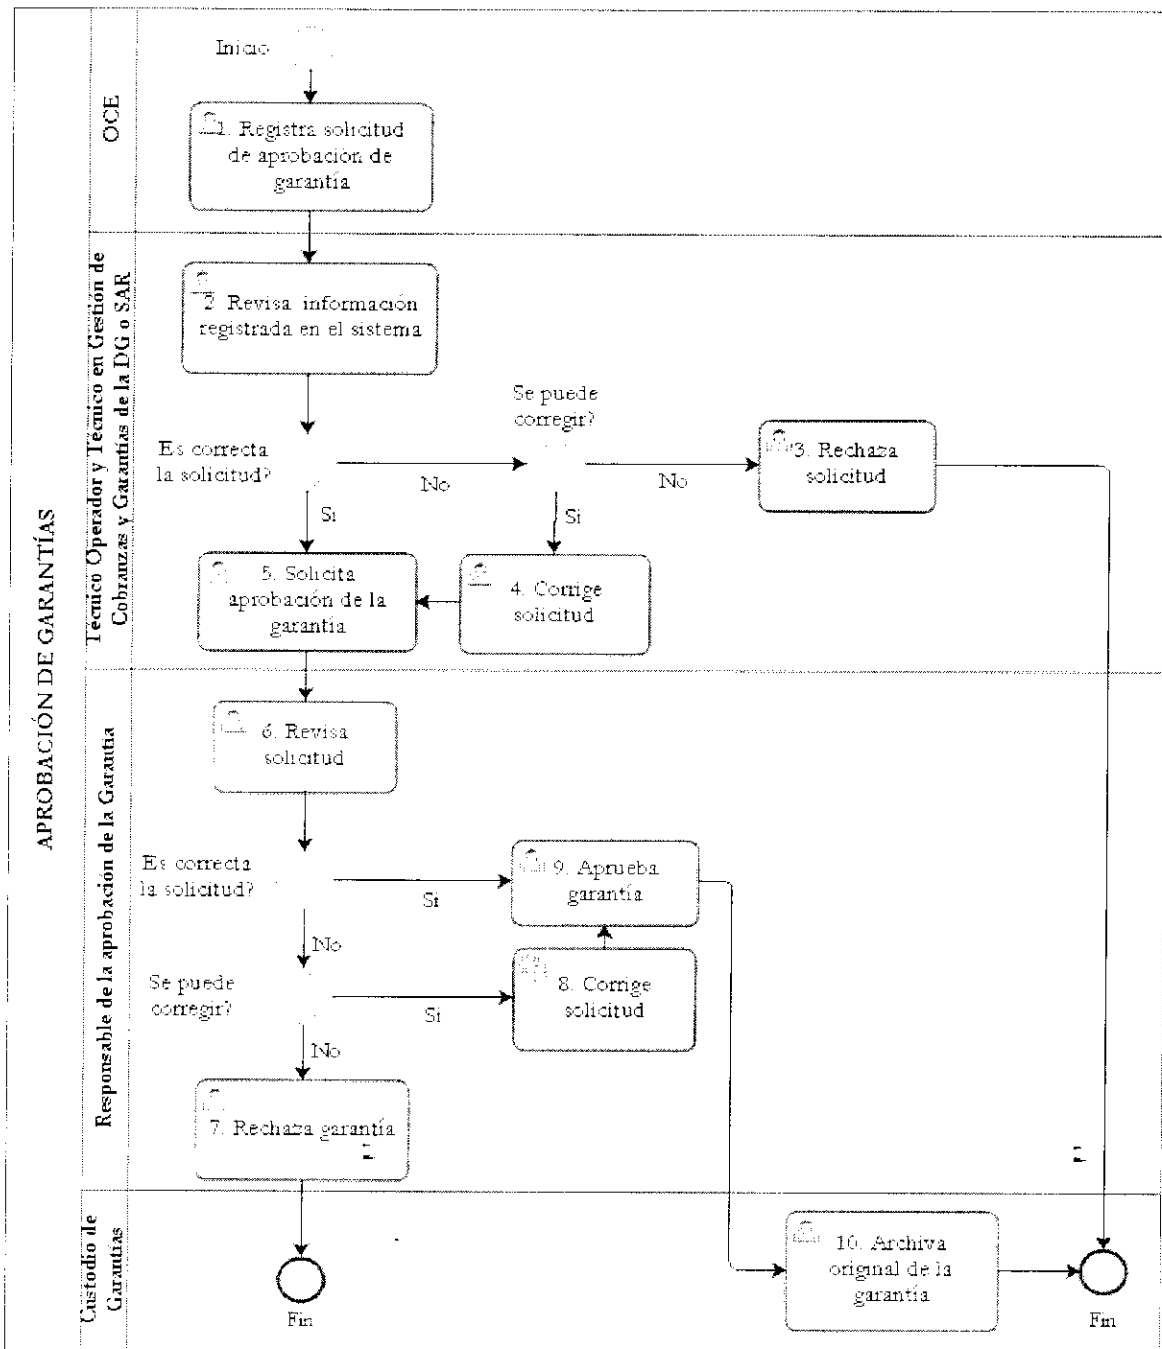 APROBACIÓN DE GARANTÍAS
OCE
Inicio
1. Registra solicitud
de aprobación de
garantía
Técnico Operador y Técnico en Gestión de
Cobranzas y Garantías de la DG o SAR
2. Revisa información
registrada en el sistema
Es correcta
la solicitud?
No
Si
Se puede
corregir?
No
Si
3. Rechaza
solicitud
4. Corrige
solicitud
5. Solicita
aprobación de la
garantía
Responsable de la aprobación de la Garantía
6. Revisa
solicitud
Es correcta
la solicitud?
Si
No
9. Aprueba
garantía
Se puede
corregir?
Si
No
8. Corrige
solicitud
7. Rechaza garantía
Custodio de
Garantías
Fin
10. Archiva
original de la
garantía
Fin